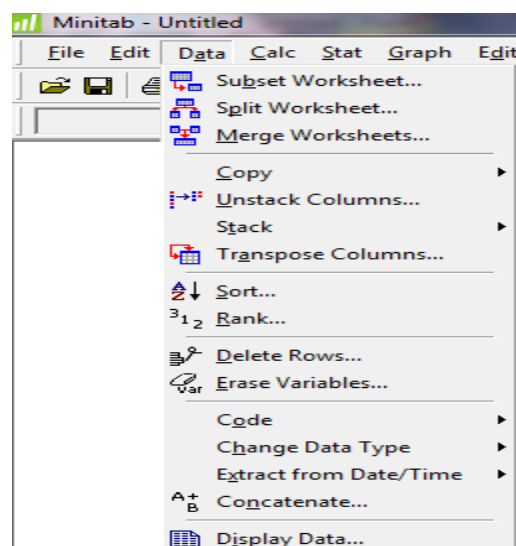 Minitab - Untitled
File Edit Data Calc Stat Graph Edit
Subset Worksheet...
Split Worksheet...
Merge Worksheets...
Copy
Unstack Columns...
Stack
Transpose Columns...
Sort...
Rank...
Delete Rows...
Erase Variables...
Code
Change Data Type
Extract from Date/Time
Concatenate...
Display Data...